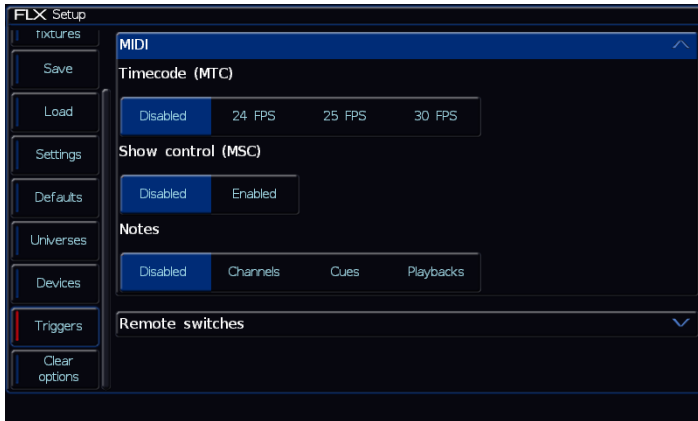 FLX Setup
fixtures
Save
Load
Settings
Defaults
Universes
Devices
Triggers
Clear
options
MIDI
Timecode (MTC)
Disabled 24 FPS 25 FPS 30 FPS
Show control (MSC)
Disabled Enabled
Notes
Disabled Channels Cues Playbacks
Remote switches